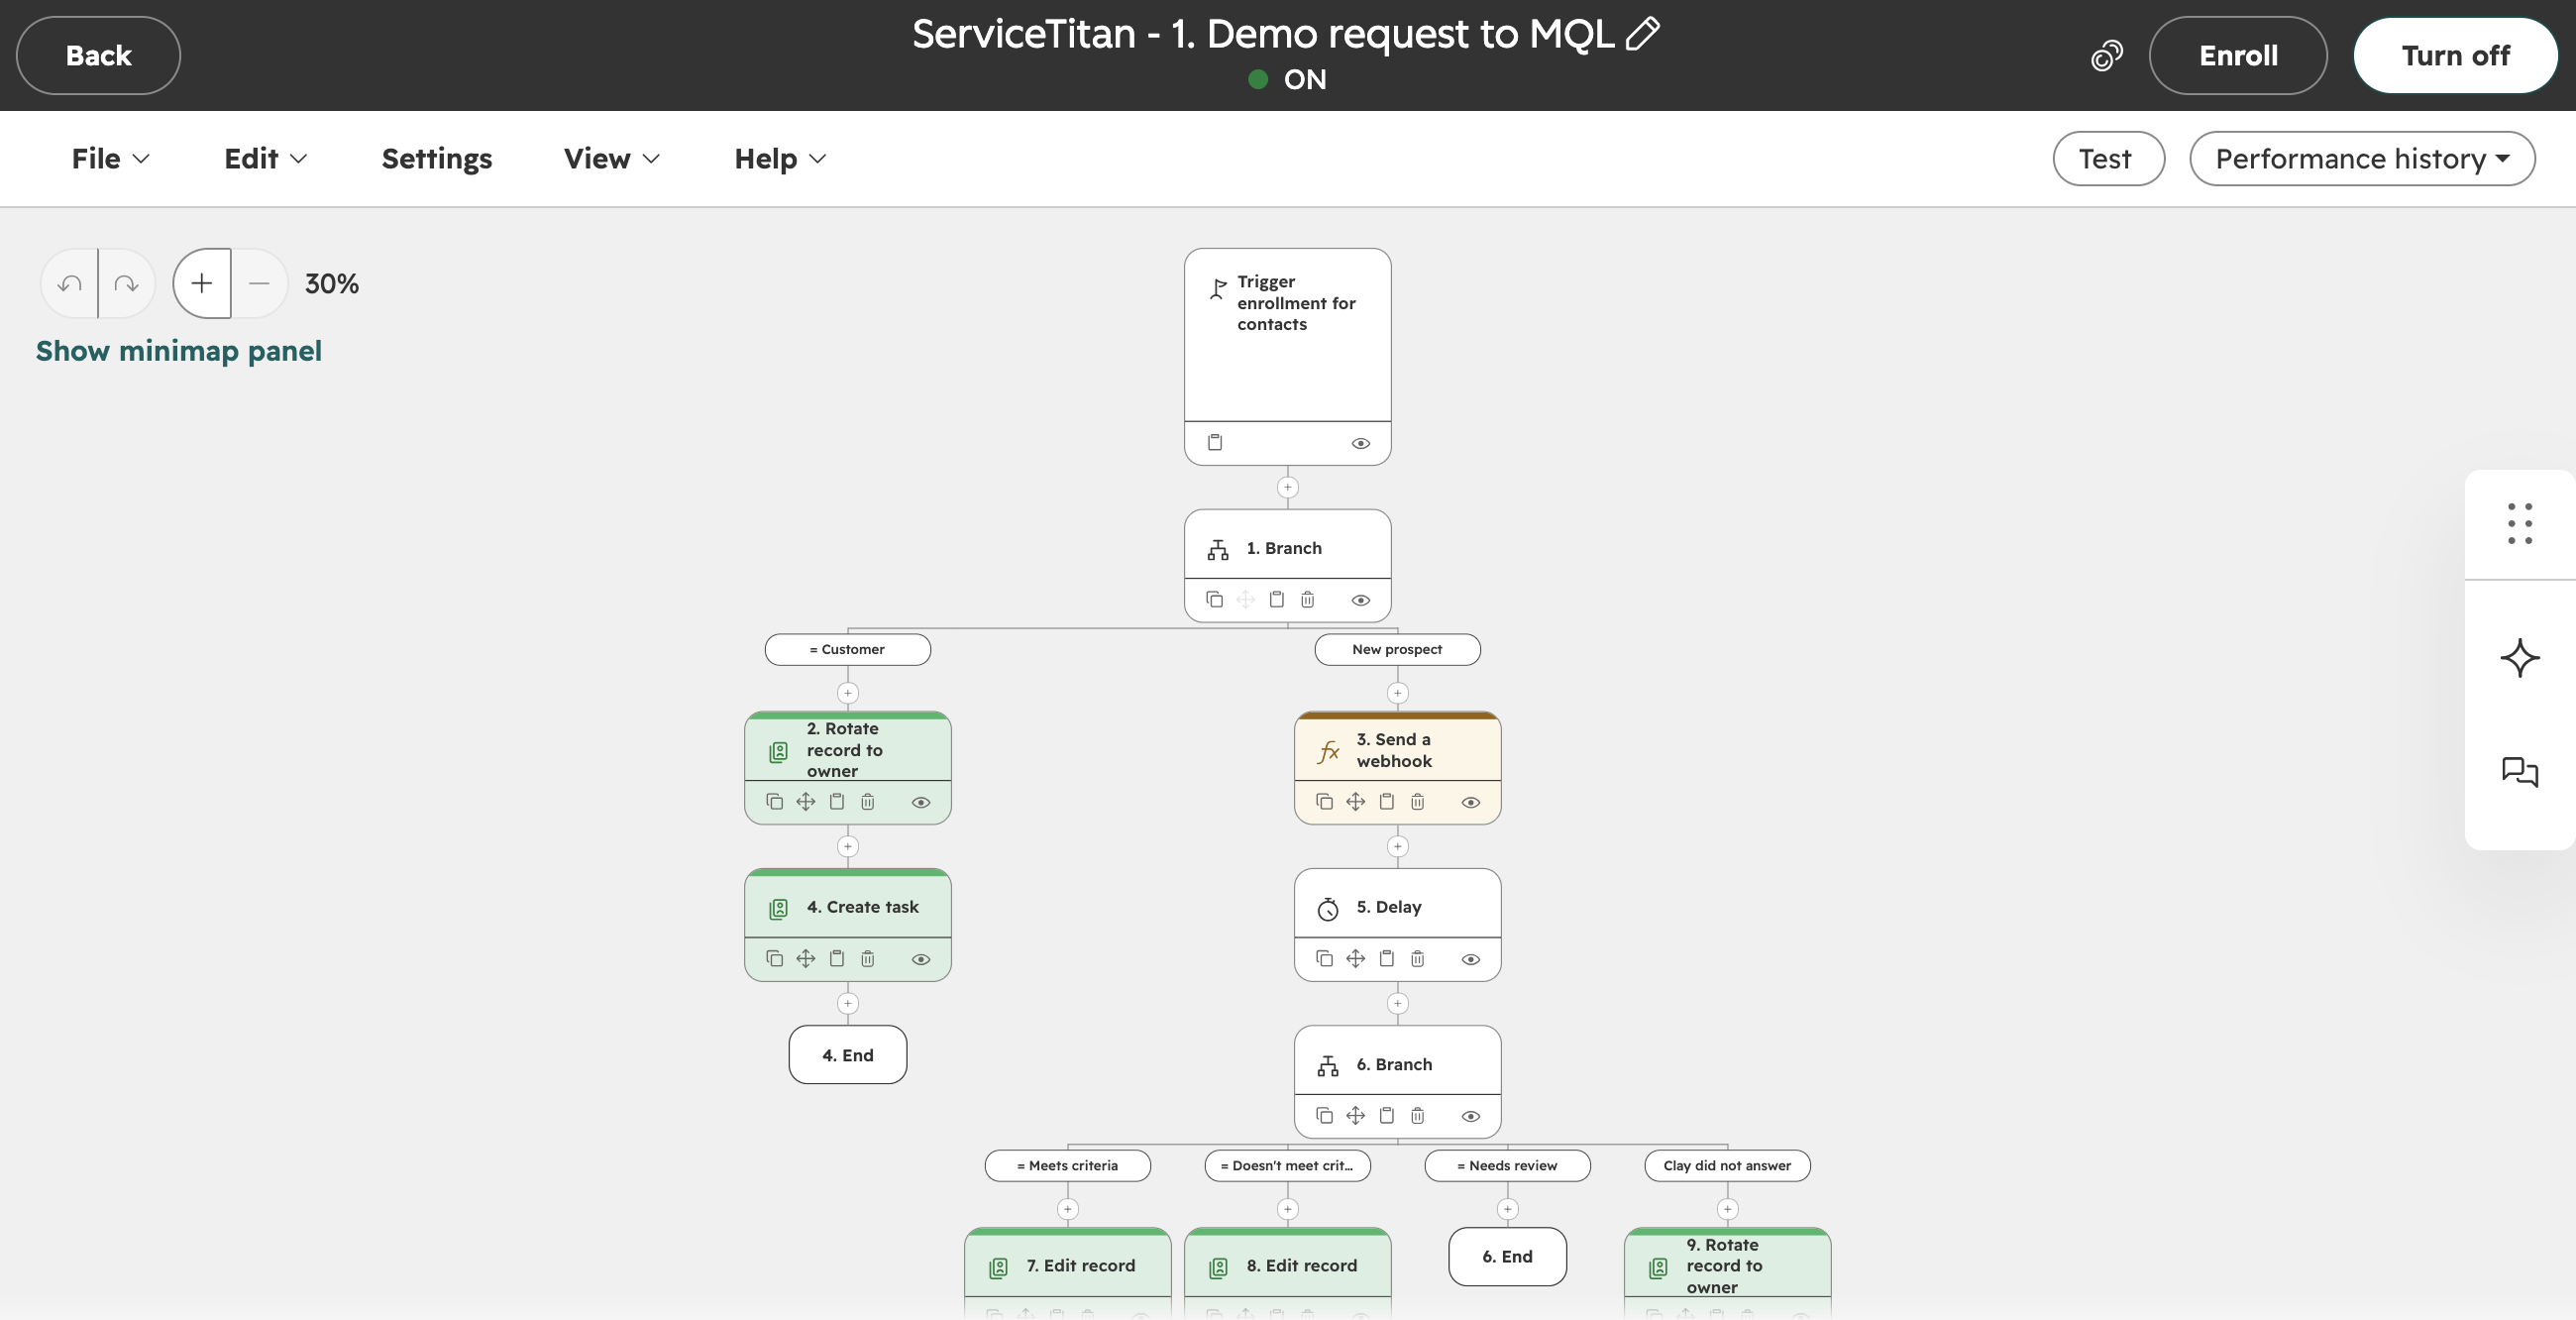 Back
ServiceTitan - 1. Demo request to MQL
ON
Enroll
Turn off
File
Edit
Settings
View
Help
Test
Performance history
30%
Show minimap panel
Trigger
enrollment for
contacts
1. Branch
= Customer
New prospect
2. Rotate
record to
owner
3. Send a
webhook
4. Create task
5. Delay
4. End
6. Branch
= Meets criteria
= Doesn't meet crit...
= Needs review
Clay did not answer
7. Edit record
8. Edit record
6. End
9. Rotate
record to
owner